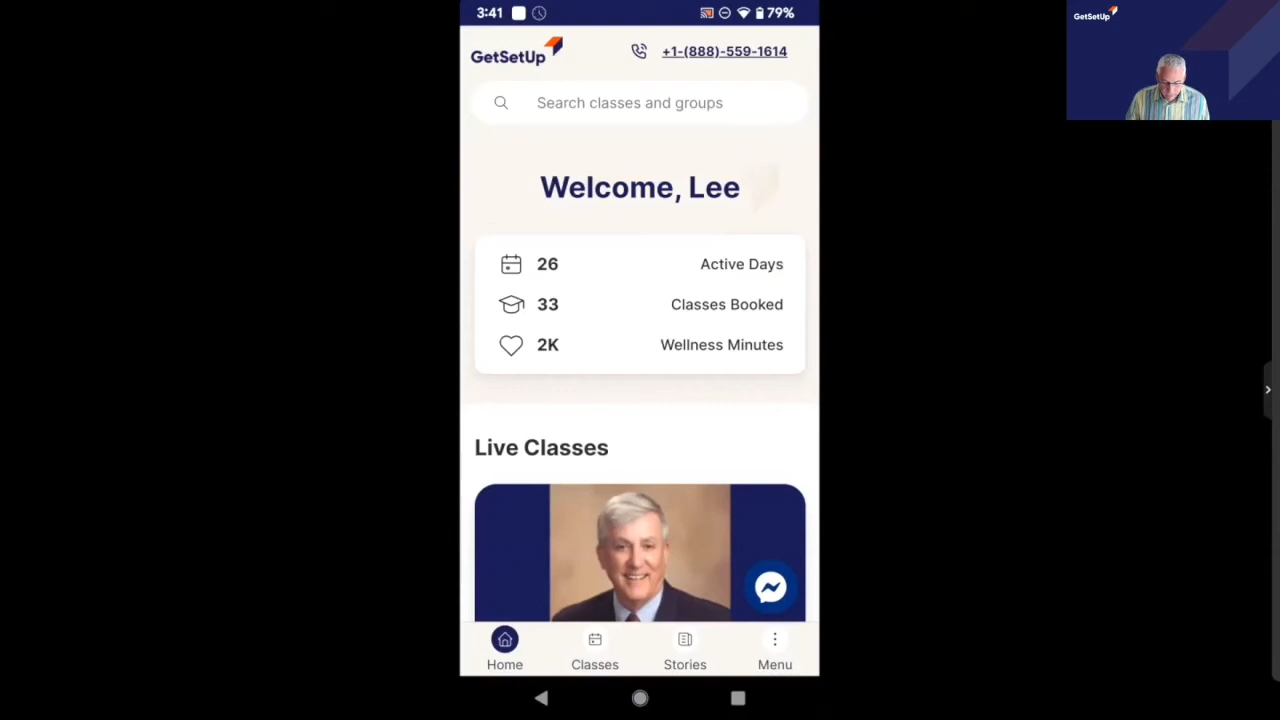 3:41
79%
GetSetUp
+1-(888)-559-1614
Search classes and groups
Welcome, Lee
26 Active Days
33 Classes Booked
2K Wellness Minutes
Live Classes
Home
Classes
Stories
Menu
GetSetUp